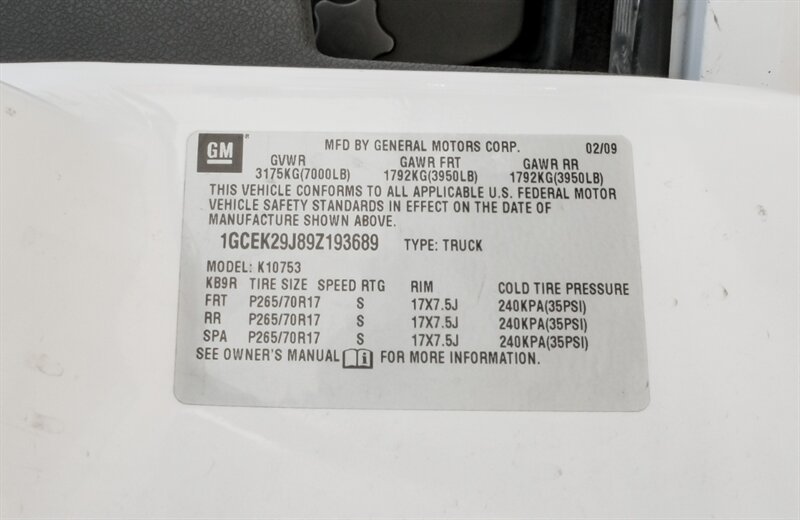 GM ® MFD BY GENERAL MOTORS CORP. 02/09
GVWR GAWR FRT GAWR RR
3175KG(7000LB) 1792KG(3950LB) 1792KG(3950LB)
THIS VEHICLE CONFORMS TO ALL APPLICABLE U.S. FEDERAL MOTOR
VEHICLE SAFETY STANDARDS IN EFFECT ON THE DATE OF
MANUFACTURE SHOWN ABOVE.
1GCEK29J89Z193689 TYPE: TRUCK
MODEL: K10753
KB9R TIRE SIZE SPEED RTG RIM COLD TIRE PRESSURE
FRT P265/70R17 S 17X7.5J 240KPA(35PSI)
RR P265/70R17 S 17X7.5J 240KPA(35PSI)
SPA P265/70R17 S 17X7.5J 240KPA(35PSI)
SEE OWNER'S MANUAL FOR MORE INFORMATION.